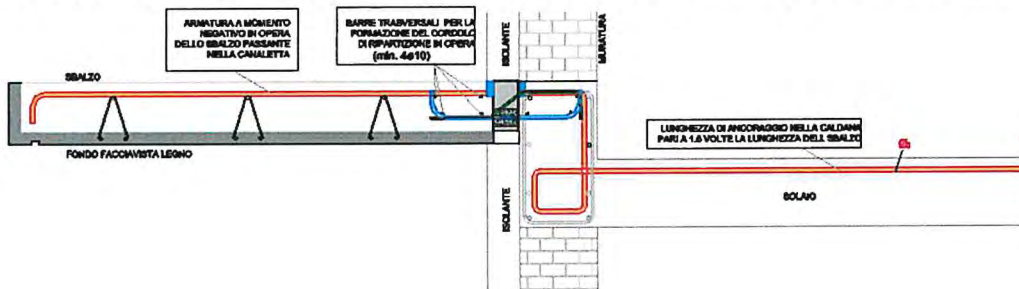 ARMATURA A MOMENTO
NEGATIVO IN OPERA
DELLO SBALZO PASSANTE
NELLA CANALETTA
BARRE TRASVERSALI PER LA
FORMAZIONE DEL CORDOLO
DI RIPARTIZIONE IN OPERA
(min. 4ø10)
ISOLANTE
MURATURA
SBALZO
FONDO FACCIAVISTA LEGNO
LUNGHEZZA DI ANCORAGGIO NELLA CALDANA
PARI A 1.5 VOLTE LA LUNGHEZZA DELL SBALZO
SOLAIO
ISOLANTE